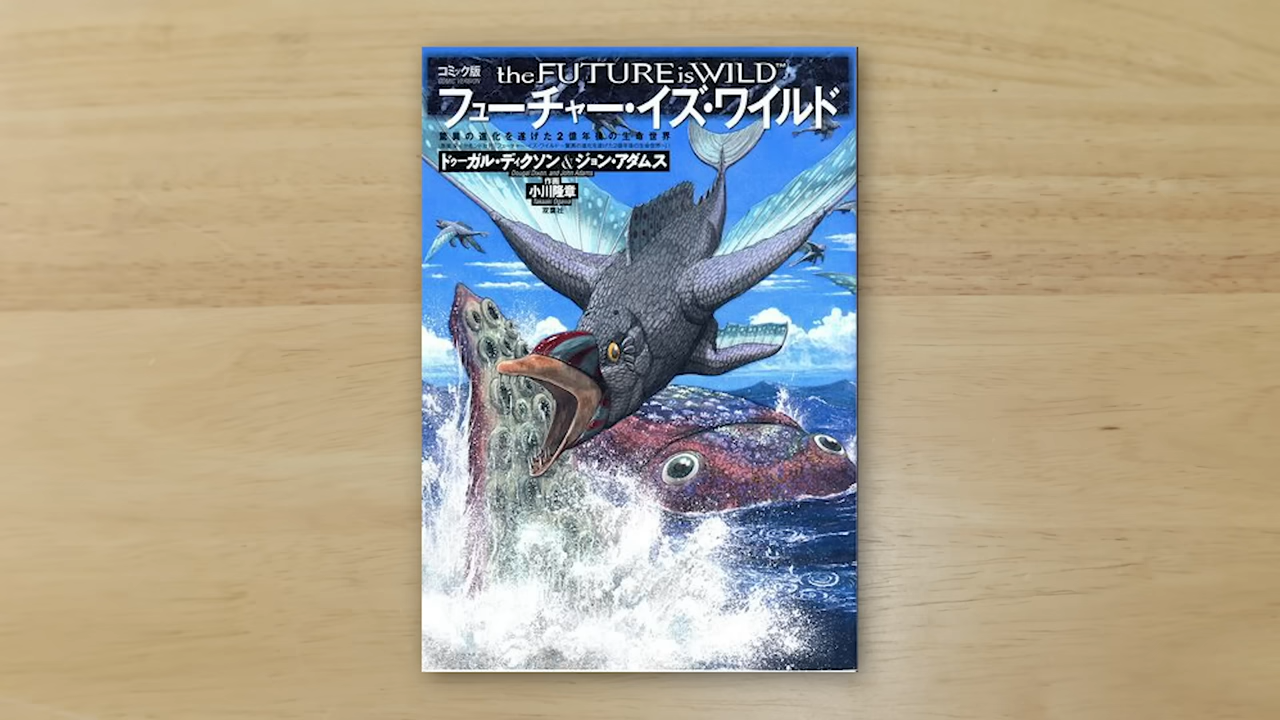 コミック版
COMIC VERSION
the FUTURE is WILD™
フューチャー・イズ・ワイルド
驚異の進化を遂げた2億年後の生命世界
ドゥーガル・ディクソン&ジョン・アダムス
Dougal Dixon and John Adams
作画
小川隆章
Takaaki Ogawa
双葉社